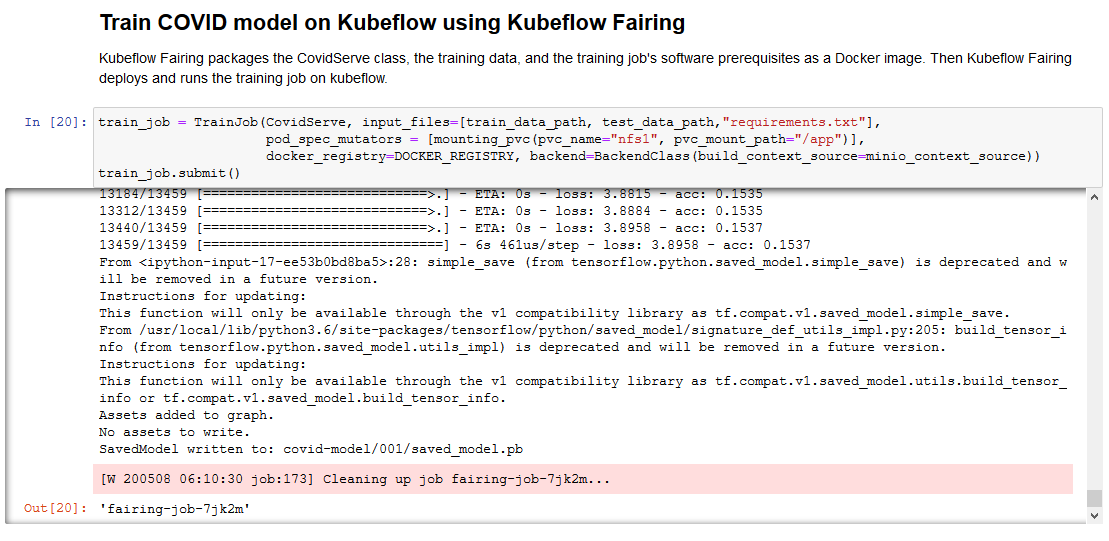 Train COVID model on Kubeflow using Kubeflow Fairing
Kubeflow Fairing packages the CovidServe class, the training data, and the training job's software prerequisites as a Docker image. Then Kubeflow Fairing
deploys and runs the training job on kubeflow.
In [20]: train_job = TrainJob(CovidServe, input_files=[train_data_path, test_data_path,"requirements.txt"],
pod_spec_mutators = [mounting_pvc(pvc_name="nfs1", pvc_mount_path="/app")],
docker_registry=DOCKER_REGISTRY, backend=BackendClass(build_context_source=minio_context_source))
train_job.submit()
13184/13459 [============================>.] - ETA: 0s - loss: 3.8815 - acc: 0.1535
13312/13459 [============================>.] - ETA: 0s - loss: 3.8884 - acc: 0.1535
13440/13459 [============================>.] - ETA: 0s - loss: 3.8958 - acc: 0.1537
13459/13459 [==============================] - 6s 461us/step - loss: 3.8958 - acc: 0.1537
From <ipython-input-17-ee53b0bd8ba5>:28: simple_save (from tensorflow.python.saved_model.simple_save) is deprecated and w
ill be removed in a future version.
Instructions for updating:
This function will only be available through the v1 compatibility library as tf.compat.v1.saved_model.simple_save.
From /usr/local/lib/python3.6/site-packages/tensorflow/python/saved_model/signature_def_utils_impl.py:205: build_tensor_i
nfo (from tensorflow.python.saved_model.utils_impl) is deprecated and will be removed in a future version.
Instructions for updating:
This function will only be available through the v1 compatibility library as tf.compat.v1.saved_model.utils.build_tensor_
info or tf.compat.v1.saved_model.build_tensor_info.
Assets added to graph.
No assets to write.
SavedModel written to: covid-model/001/saved_model.pb
[W 200508 06:10:30 job:173] Cleaning up job fairing-job-7jk2m...
Out[20]: 'fairing-job-7jk2m'